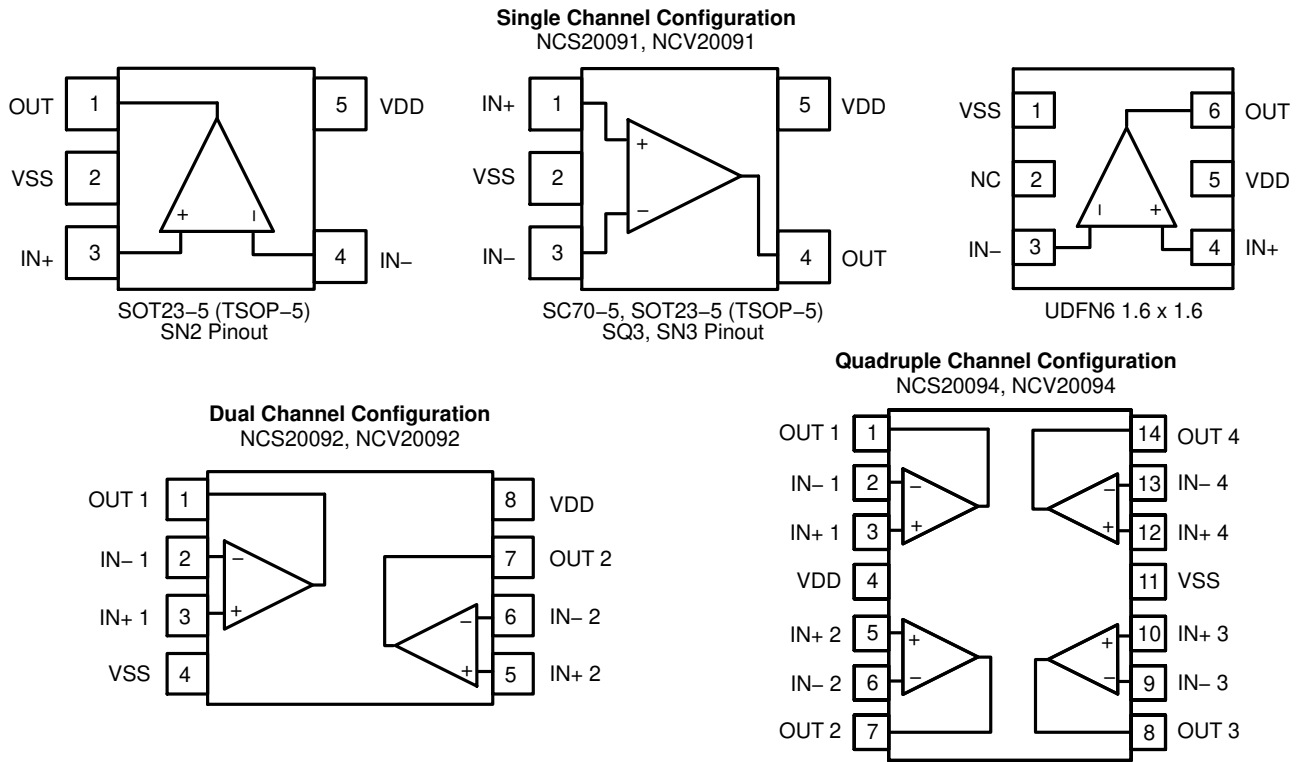 Single Channel Configuration
NCS20091, NCV20091
OUT 1 5 VDD
VSS 2
IN+ 3 4 IN−
+ −
SOT23−5 (TSOP−5)
SN2 Pinout
IN+ 1 5 VDD
+
VSS 2
−
IN− 3 4 OUT
SC70−5, SOT23−5 (TSOP−5)
SQ3, SN3 Pinout
VSS 1 6 OUT
NC 2 5 VDD
− +
IN− 3 4 IN+
UDFN6 1.6 x 1.6
Dual Channel Configuration
NCS20092, NCV20092
OUT 1 1 8 VDD
IN− 1 2 − 7 OUT 2
IN+ 1 3 + − 6 IN− 2
VSS 4 + 5 IN+ 2
Quadruple Channel Configuration
NCS20094, NCV20094
OUT 1 1 14 OUT 4
IN− 1 2 − − 13 IN− 4
IN+ 1 3 + + 12 IN+ 4
VDD 4 11 VSS
IN+ 2 5 + + 10 IN+ 3
IN− 2 6 − − 9 IN− 3
OUT 2 7 8 OUT 3